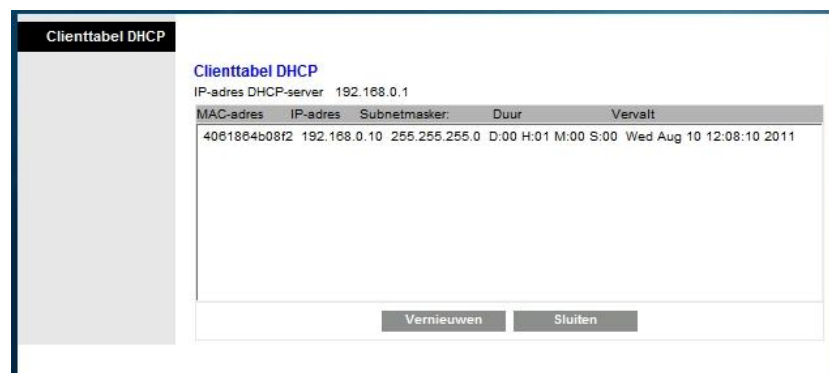 Clienttabel DHCP
Clienttabel DHCP
IP-adres DHCP-server 192.168.0.1
MAC-adres IP-adres Subnetmasker: Duur Vervalt
4061864b08f2 192.168.0.10 255.255.255.0 D:00 H:01 M:00 S:00 Wed Aug 10 12:08:10 2011
Vernieuwen Sluiten